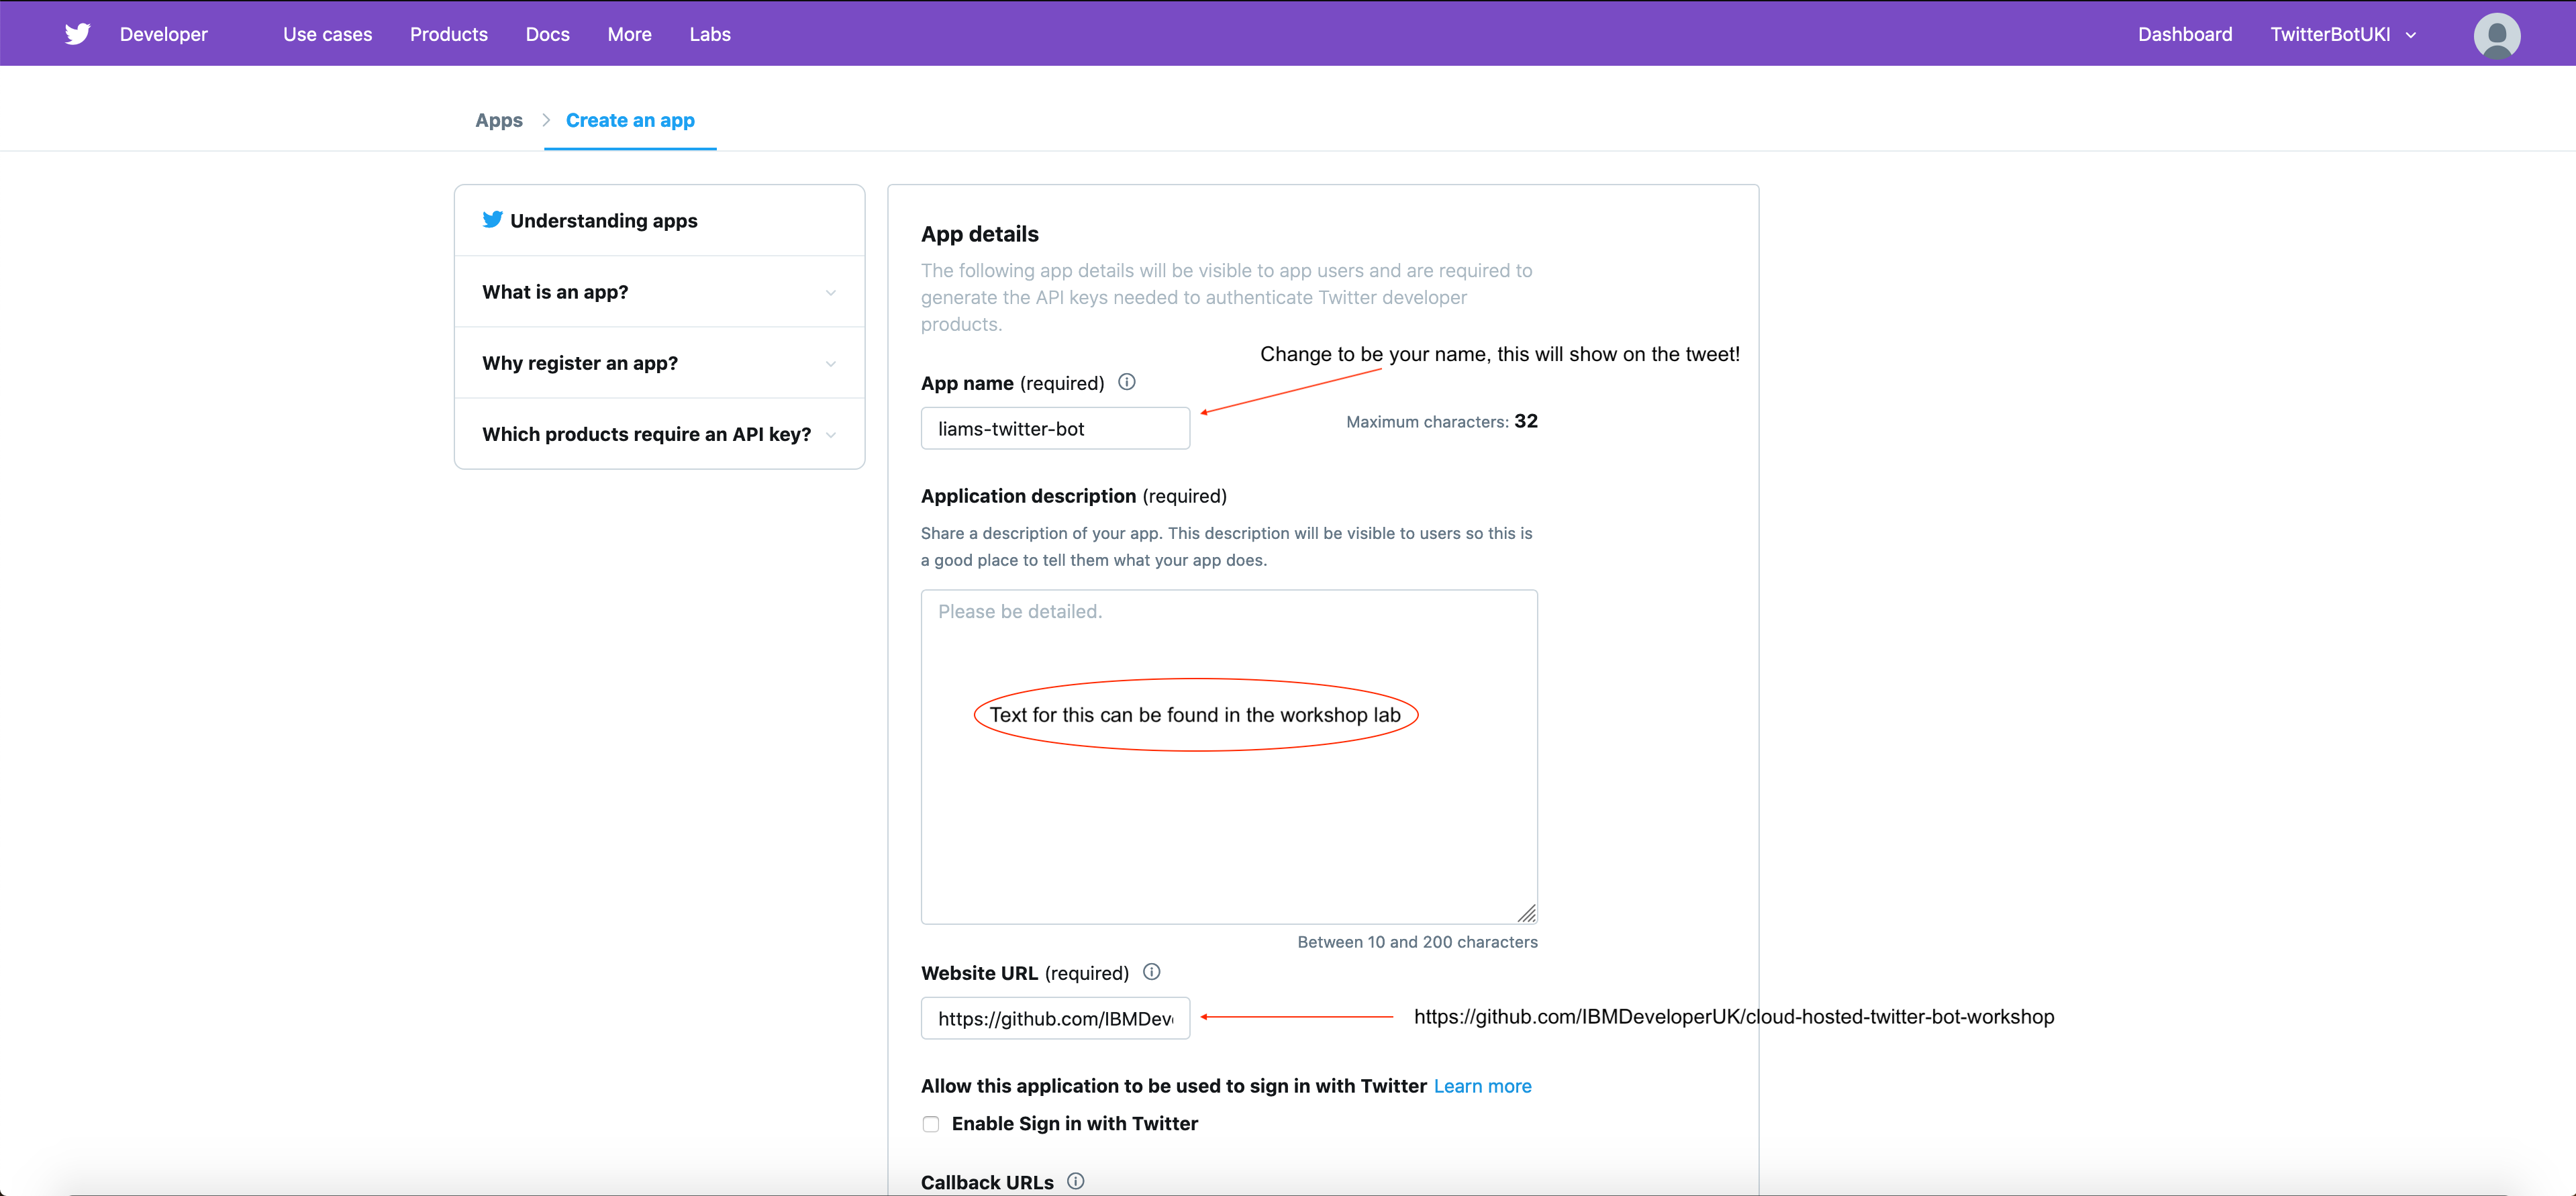 Developer
Use cases
Products
Docs
More
Labs
Dashboard
TwitterBotUKI
Apps
Create an app
Understanding apps
What is an app?
Why register an app?
Which products require an API key?
App details
The following app details will be visible to app users and are required to
generate the API keys needed to authenticate Twitter developer
products.
Change to be your name, this will show on the tweet!
App name (required)
liams-twitter-bot
Maximum characters: 32
Application description (required)
Share a description of your app. This description will be visible to users so this is
a good place to tell them what your app does.
Please be detailed.
Text for this can be found in the workshop lab
Between 10 and 200 characters
Website URL (required)
https://github.com/IBMDev
https://github.com/IBMDeveloperUK/cloud-hosted-twitter-bot-workshop
Allow this application to be used to sign in with Twitter Learn more
Enable Sign in with Twitter
Callback URLs